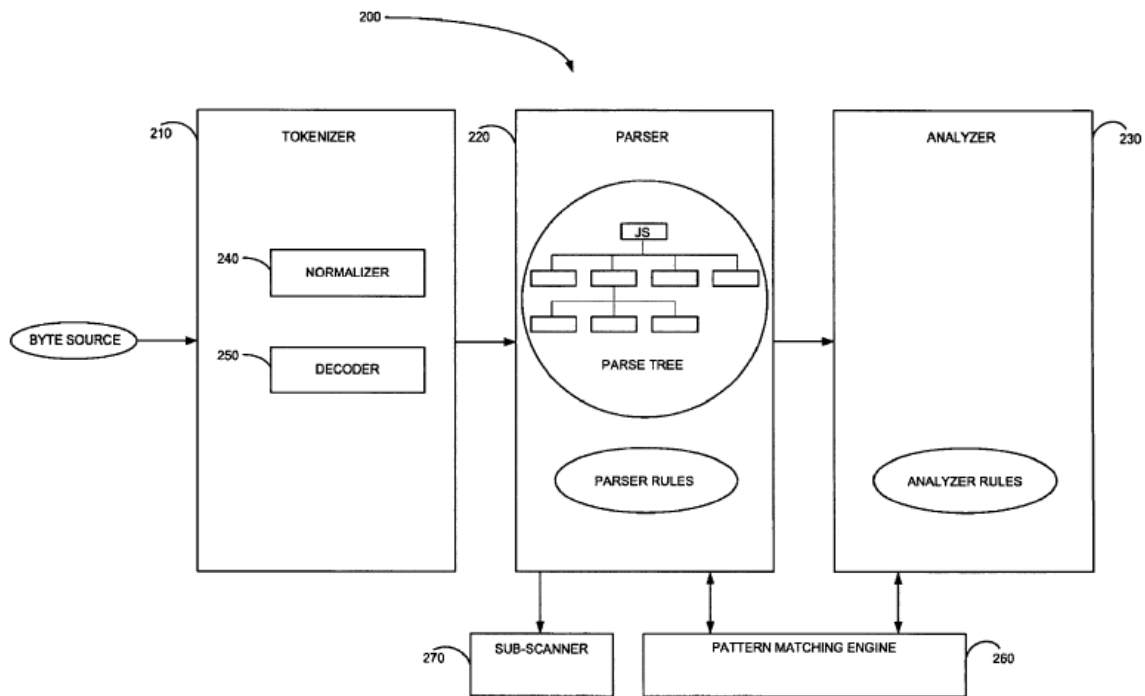 200
210
TOKENIZER
220
PARSER
ANALYZER
230
JS
240
NORMALIZER
BYTE SOURCE
250
DECODER
PARSE TREE
PARSER RULES
ANALYZER RULES
270
SUB-SCANNER
PATTERN MATCHING ENGINE
260